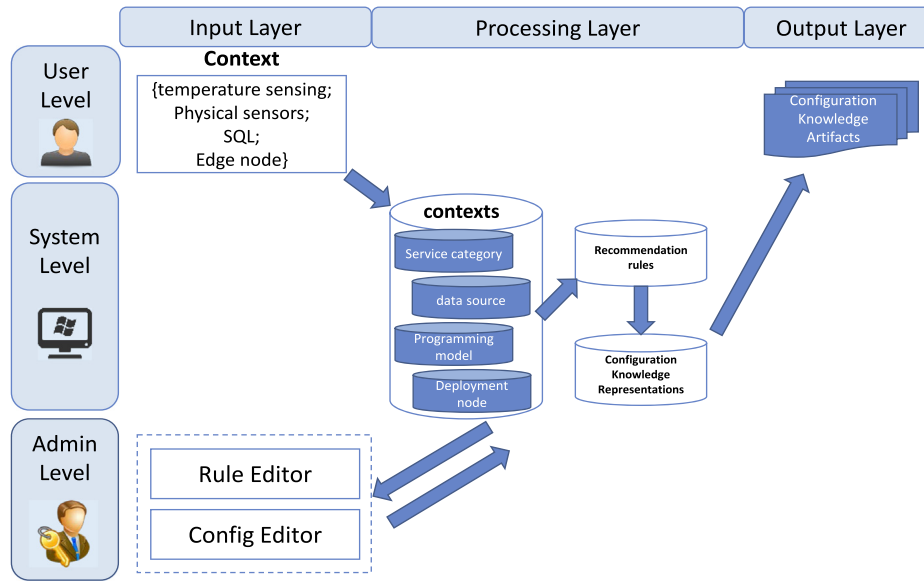 Input Layer
Processing Layer
Output Layer
User
Level
Context
{temperature sensing;
Physical sensors;
SQL;
Edge node}
Configuration
Knowledge
Artifacts
System
Level
contexts
Service category
data source
Programming
model
Deployment
node
Recommendation
rules
Configuration
Knowledge
Representations
Admin
Level
Rule Editor
Config Editor